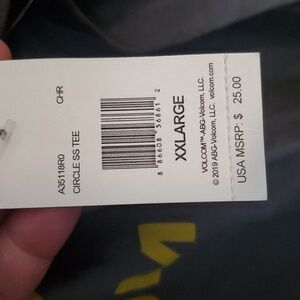 A35118R0 CHR
CIRCLE SS TEE
8 86608 56861 2
XXLARGE
VOLCOM™-ABG-Volcom, LLC.
© 2019 ABG-Volcom, LLC. volcom.com
USA MSRP: $ 25.00